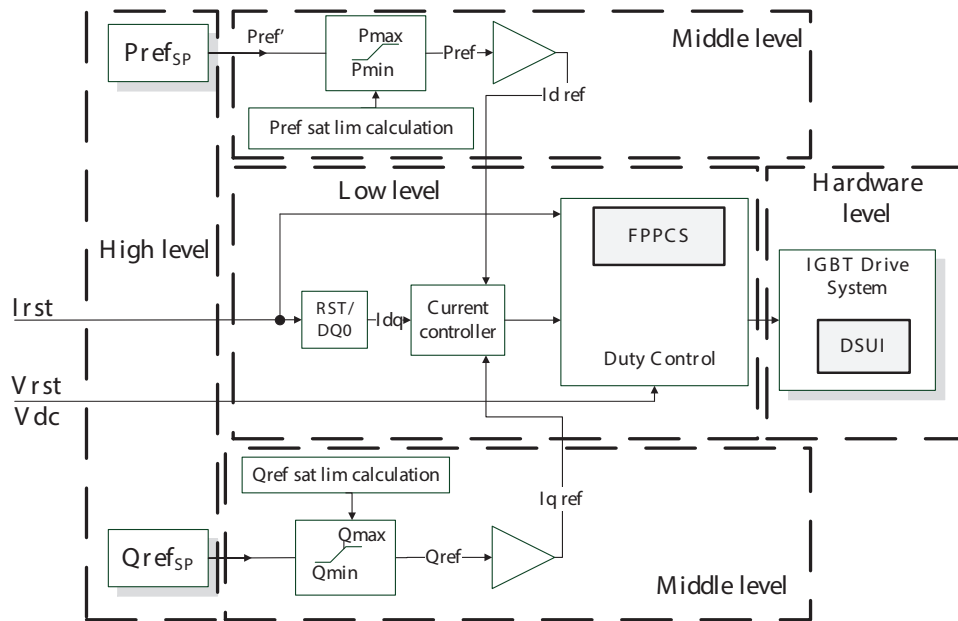 Pref_SP
Pref'
Pmax
Pmin
Pref
Middle level
Id ref
Pref sat lim calculation
Low level
Hardware
level
FPPCS
High level
IGBT Drive
System
Irst
RST/
DQ0
Idq
Current
controller
DSUI
Duty Control
Vrst
Vdc
Qref sat lim calculation
Iq ref
Qmax
Qmin
Qref
Qref_SP
Middle level